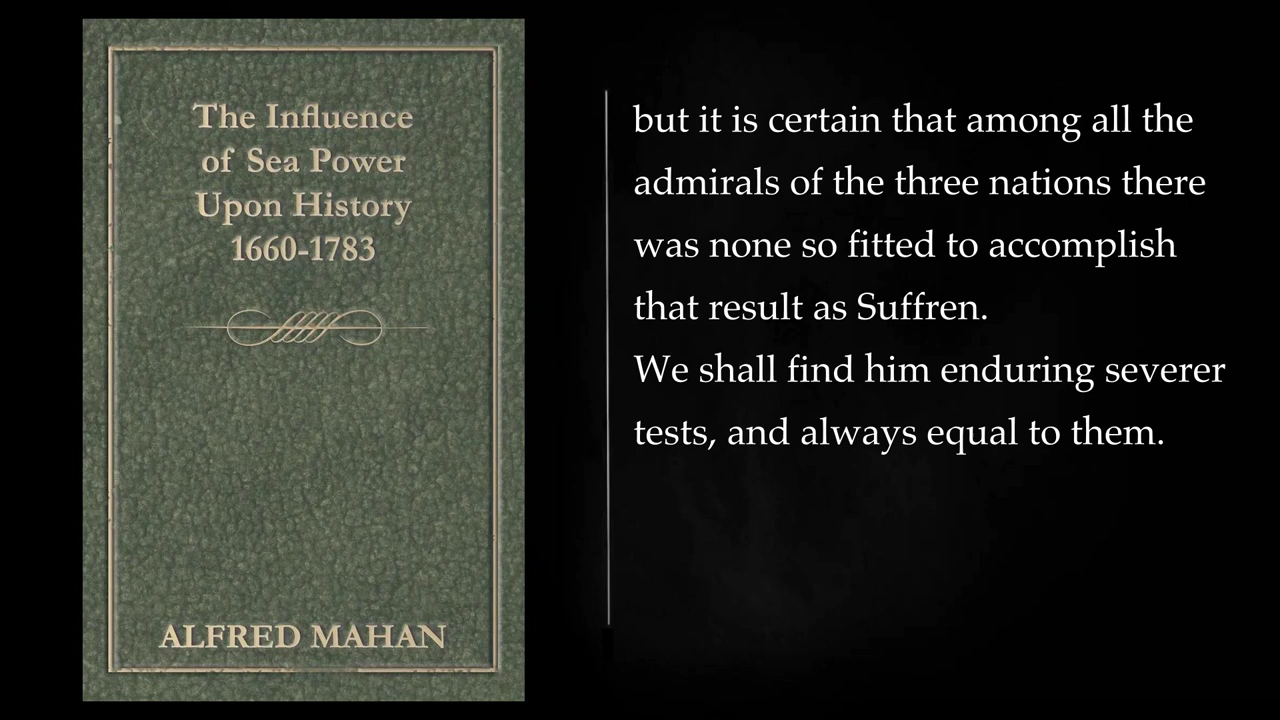 The Influence
of Sea Power
Upon History
1660-1783
ALFRED MAHAN
but it is certain that among all the
admirals of the three nations there
was none so fitted to accomplish
that result as Suffren.
We shall find him enduring severer
tests, and always equal to them.